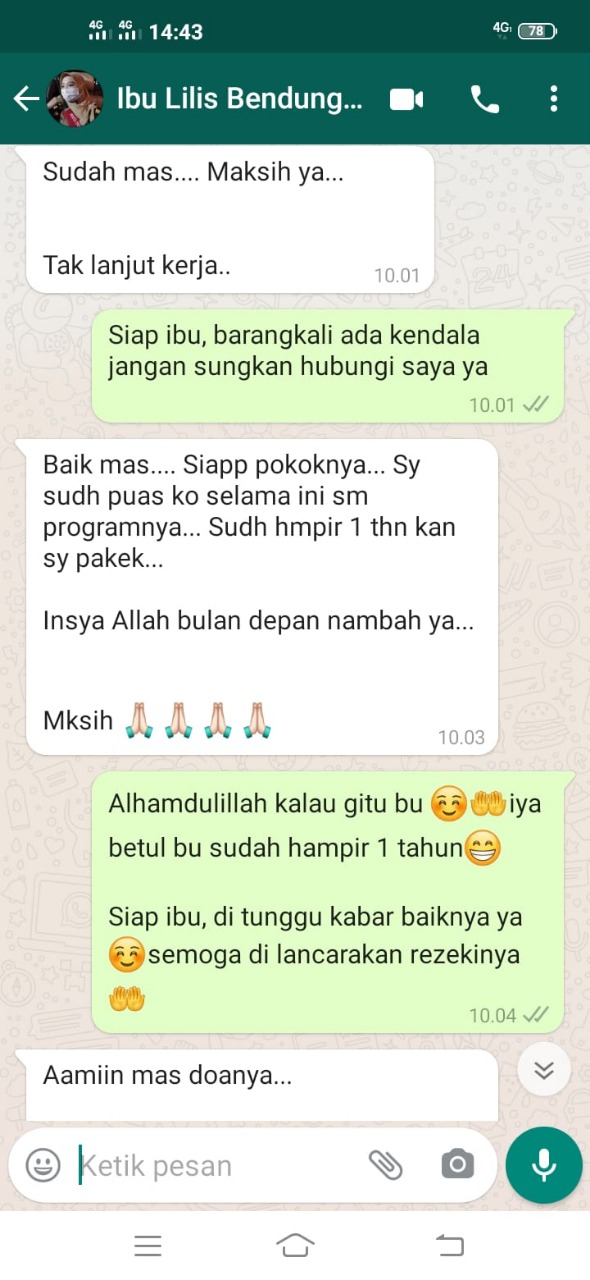 4G 4G 14:43 4G 78
Ibu Lilis Bendung...
Sudah mas.... Maksih ya...
Tak lanjut kerja..
10.01
Siap ibu, barangkali ada kendala
jangan sungkan hubungi saya ya
10.01
Baik mas.... Siapp pokoknya... Sy
sudh puas ko selama ini sm
programnya... Sudh hmpir 1 thn kan
sy pakek...
Insya Allah bulan depan nambah ya...
Mksih 🙏🏻🙏🏻🙏🏻🙏🏻
10.03
Alhamdulillah kalau gitu bu ☺️🤲iya
betul bu sudah hampir 1 tahun😁
Siap ibu, di tunggu kabar baiknya ya
☺️semoga di lancarakan rezekinya
🤲
10.04
Aamiin mas doanya...
Ketik pesan